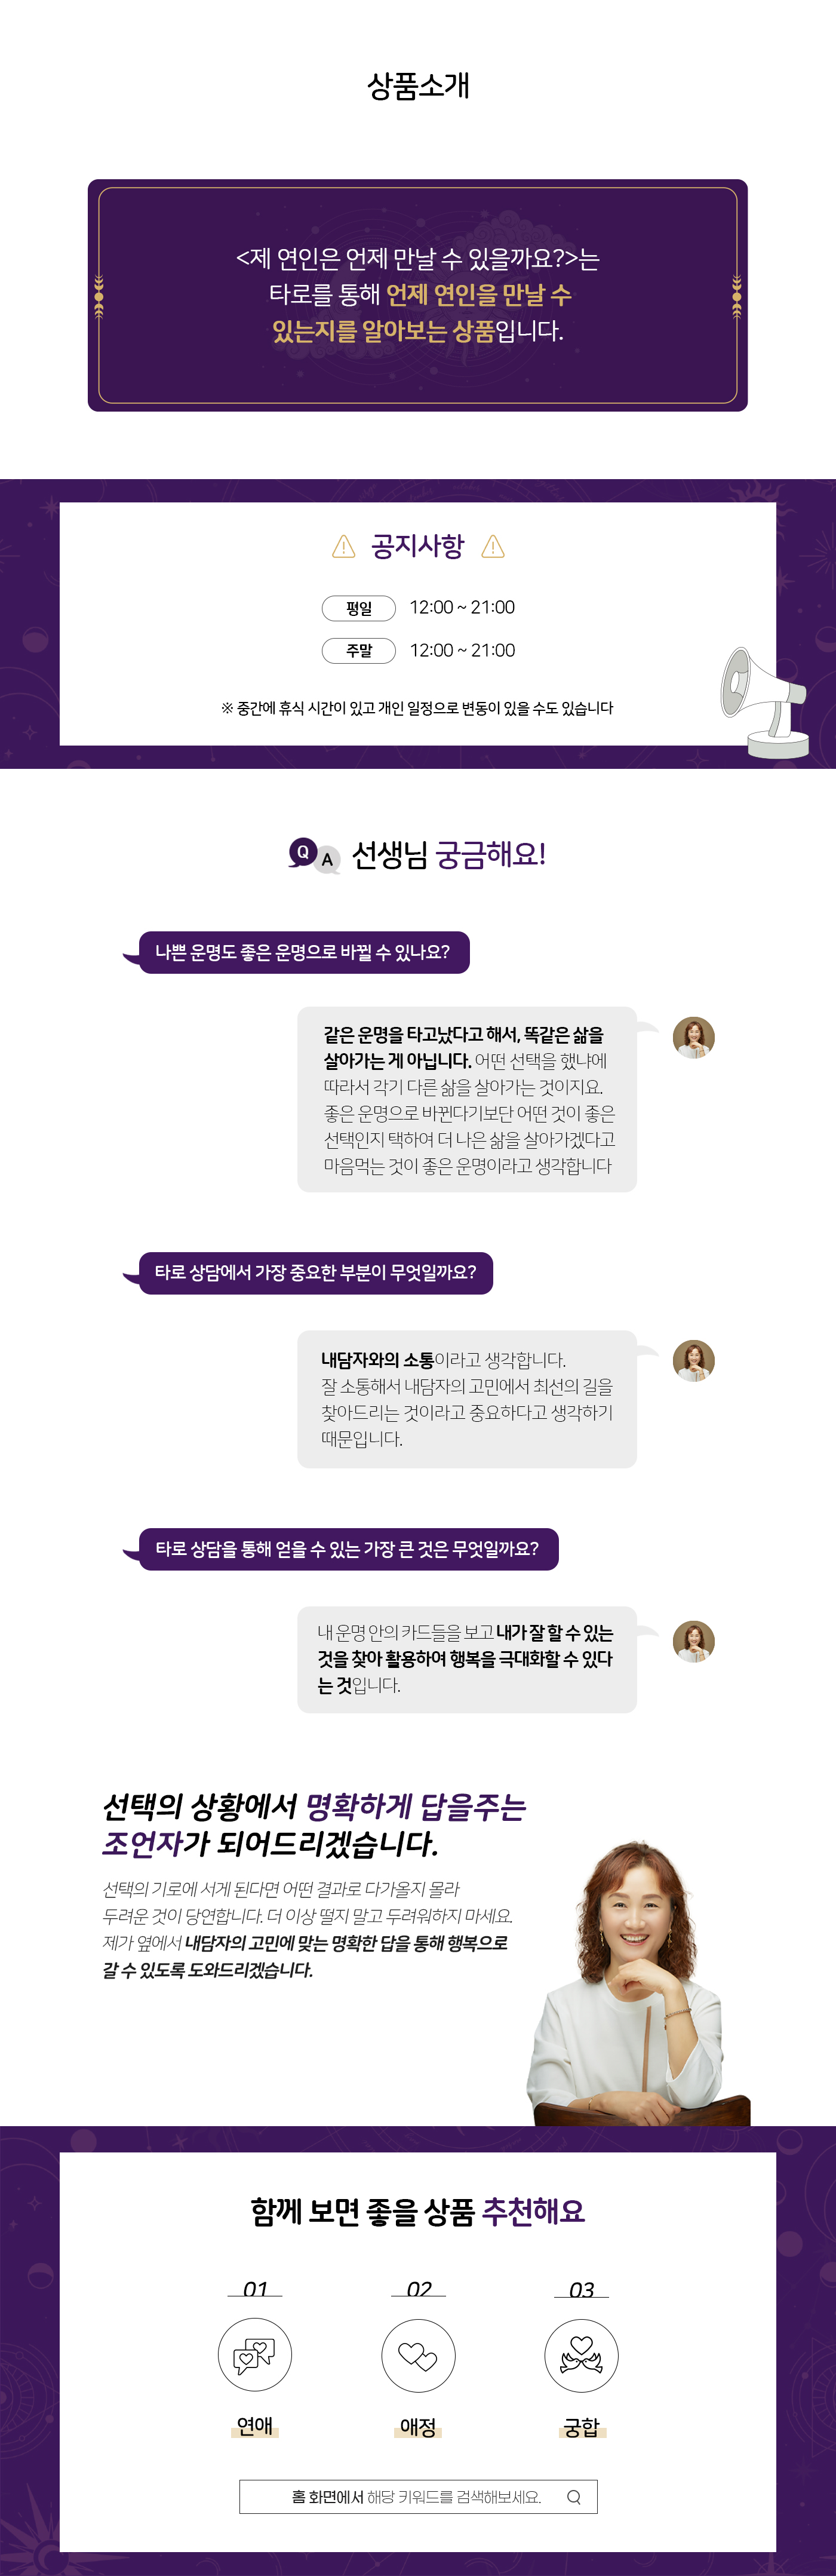 상품소개
<제 연인은 언제 만날 수 있을까요?>는
타로를 통해 언제 연인을 만날 수
있는지를 알아보는 상품입니다.
공지사항
평일 12:00 ~ 21:00
주말 12:00 ~ 21:00
※ 중간에 휴식 시간이 있고 개인 일정으로 변동이 있을 수도 있습니다
Q A 선생님 궁금해요!
나쁜 운명도 좋은 운명으로 바뀔 수 있나요?
같은 운명을 타고났다고 해서, 똑같은 삶을
살아가는 게 아닙니다. 어떤 선택을 했냐에
따라서 각기 다른 삶을 살아가는 것이지요.
좋은 운명으로 바뀐다기보단 어떤 것이 좋은
선택인지 택하여 더 나은 삶을 살아가겠다고
마음먹는 것이 좋은 운명이라고 생각합니다
타로 상담에서 가장 중요한 부분이 무엇일까요?
내담자와의 소통이라고 생각합니다.
잘 소통해서 내담자의 고민에서 최선의 길을
찾아드리는 것이라고 중요하다고 생각하기
때문입니다.
타로 상담을 통해 얻을 수 있는 가장 큰 것은 무엇일까요?
내 운명 안의 카드들을 보고 내가 잘 할 수 있는
것을 찾아 활용하여 행복을 극대화할 수 있다
는 것입니다.
선택의 상황에서 명확하게 답을주는
조언자가 되어드리겠습니다.
선택의 기로에 서게 된다면 어떤 결과로 다가올지 몰라
두려운 것이 당연합니다. 더 이상 떨지 말고 두려워하지 마세요.
제가 옆에서 내담자의 고민에 맞는 명확한 답을 통해 행복으로
갈 수 있도록 도와드리겠습니다.
함께 보면 좋을 상품 추천해요
01 02 03
연애 애정 궁합
홈 화면에서 해당 키워드를 검색해보세요.